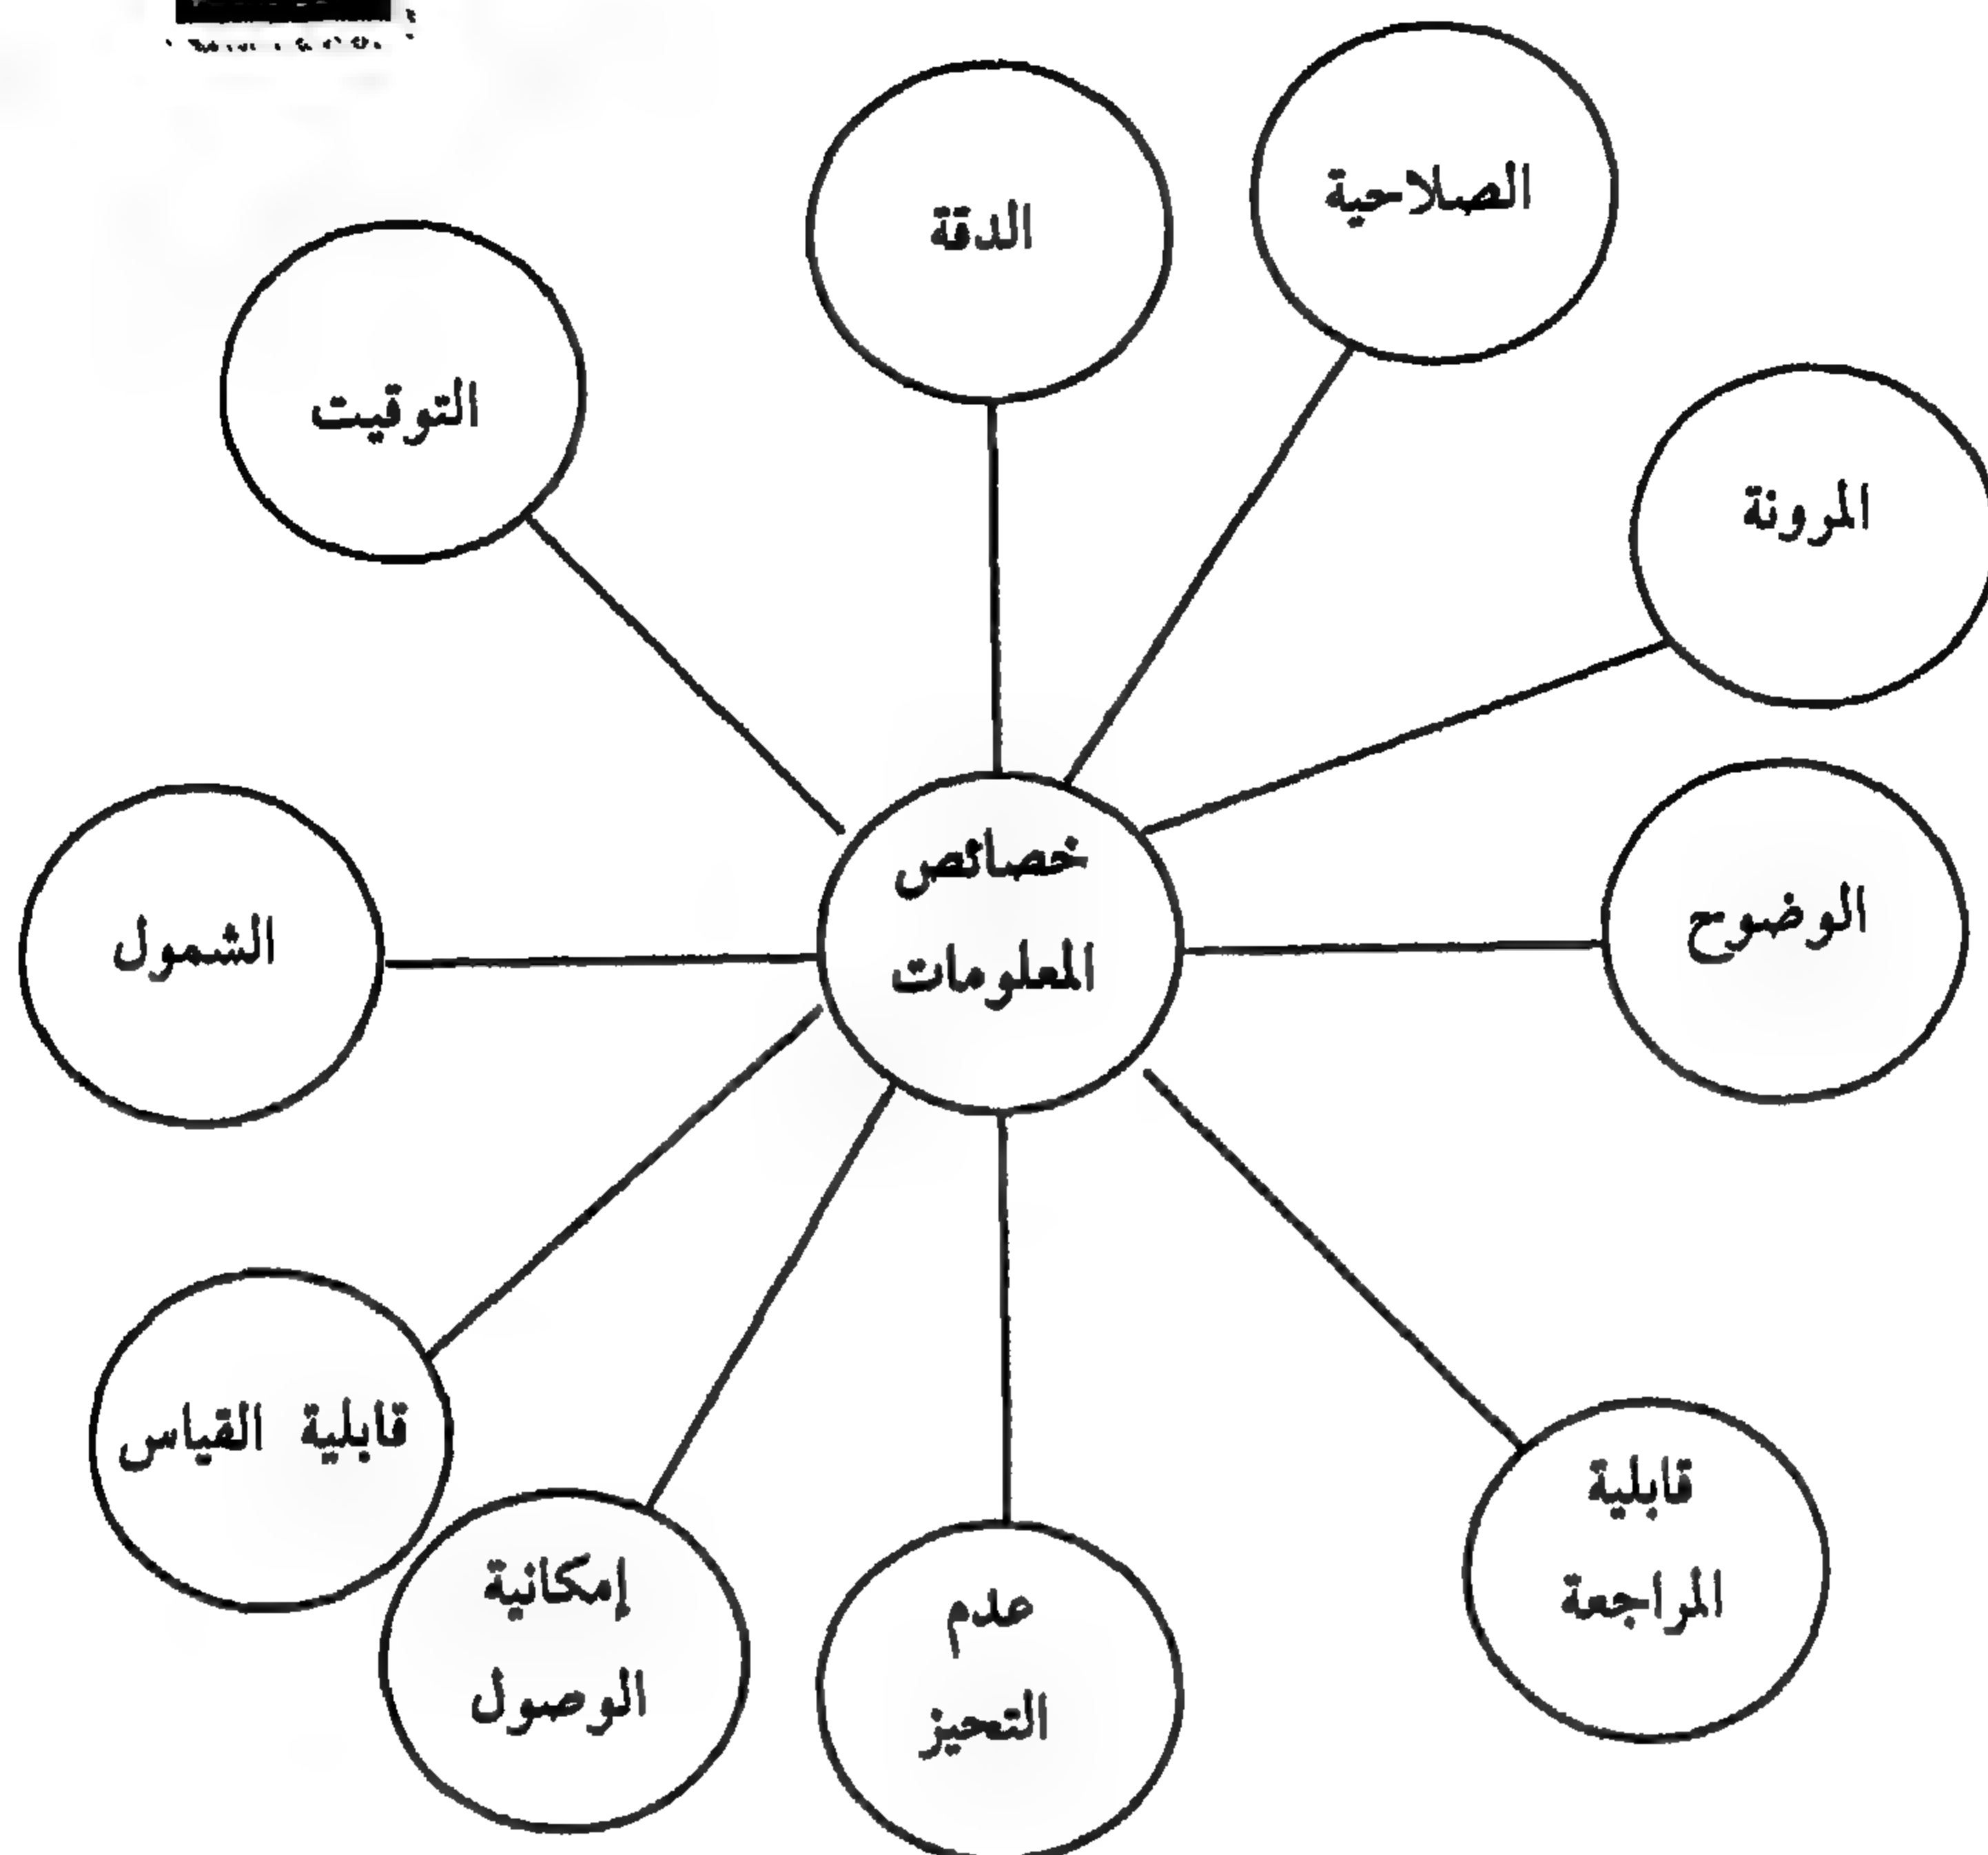 الصلاحية
الدقة
التوقيت
المرونة
خصائص
المعلومات
الوضوح
الشمول
قابلية القياس
قابلية
المراجعة
إمكانية
الوصول
عدم
التحيز